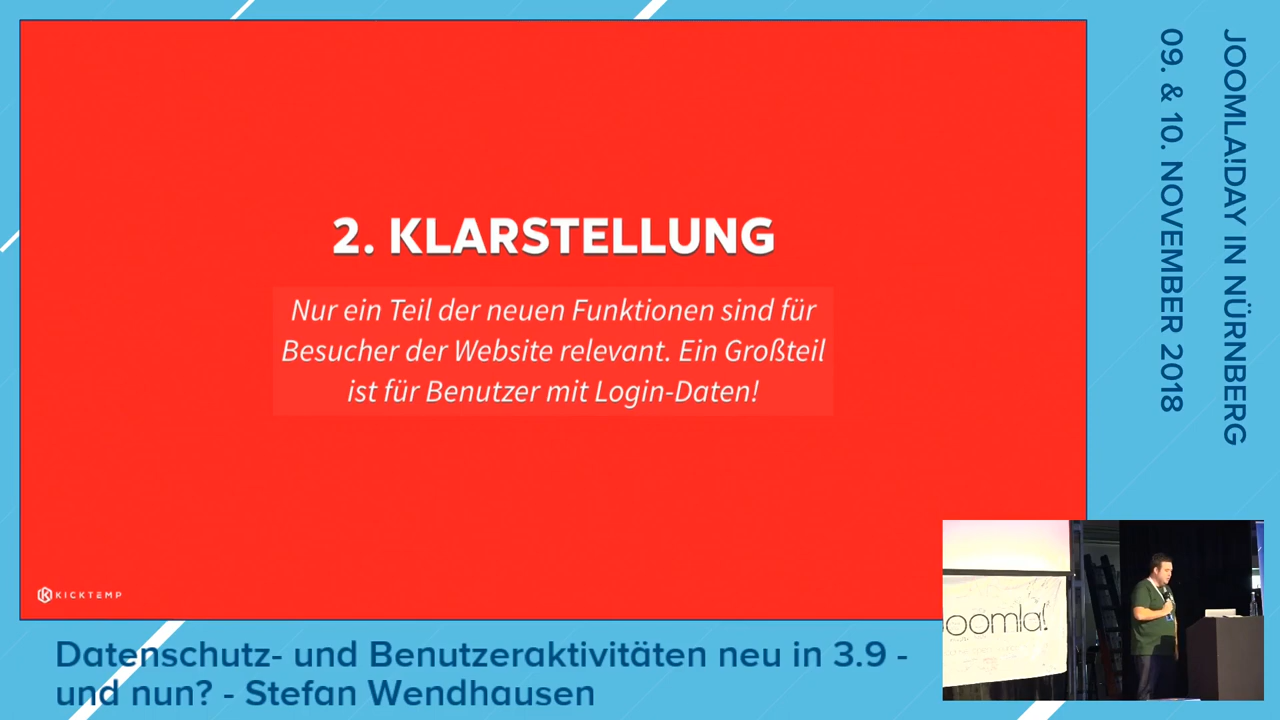 2. KLARSTELLUNG
Nur ein Teil der neuen Funktionen sind für
Besucher der Website relevant. Ein Großteil
ist für Benutzer mit Login-Daten!
KICKTEMP
Datenschutz- und Benutzeraktivitäten neu in 3.9 -
und nun? - Stefan Wendhausen
JOOMLA!DAY IN NÜRNBERG
09. & 10. NOVEMBER 2018
Joomla!